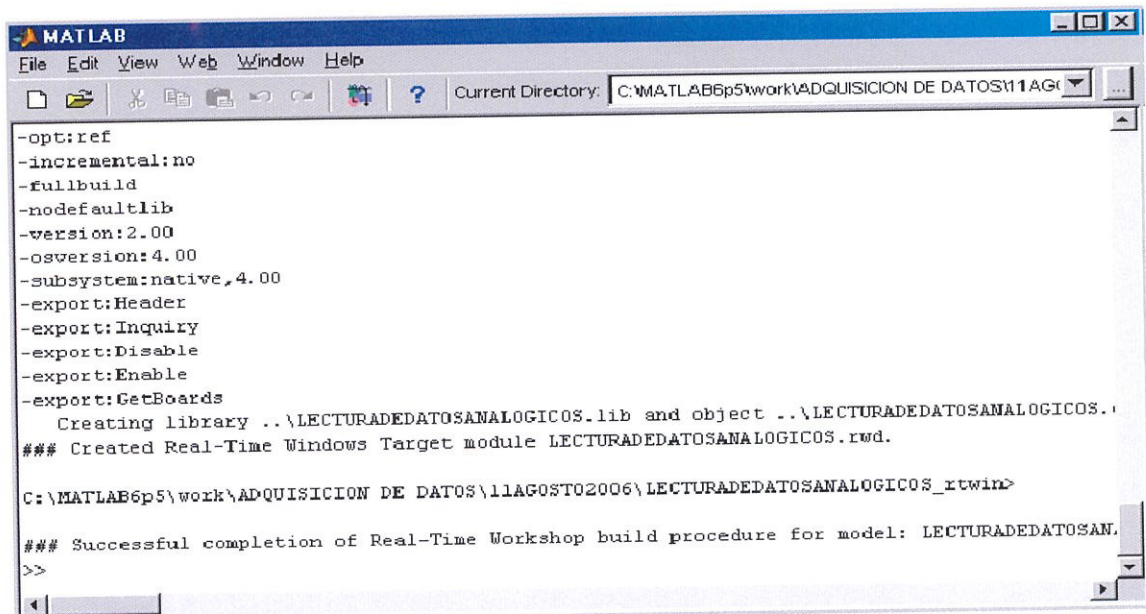 MATLAB
File Edit View Web Window Help
? Current Directory: C:\MATLAB6p5\work\ADQUISICION DE DATOS\11AG( ...
-opt:ref
-incremental:no
-fullbuild
-nodefaultlib
-version:2.00
-osversion:4.00
-subsystem:native,4.00
-export:Header
-export:Inquiry
-export:Disable
-export:Enable
-export:GetBoards
Creating library ..\LECTURADEDATOSANALOGICOS.lib and object ..\LECTURADEDATOSANALOGICOS.
### Created Real-Time Windows Target module LECTURADEDATOSANALOGICOS.rwd.
C:\MATLAB6p5\work\ADQUISICION DE DATOS\11AGOSTO2006\LECTURADEDATOSANALOGICOS_rtwin>
### Successful completion of Real-Time Workshop build procedure for model: LECTURADEDATOSAN
>>